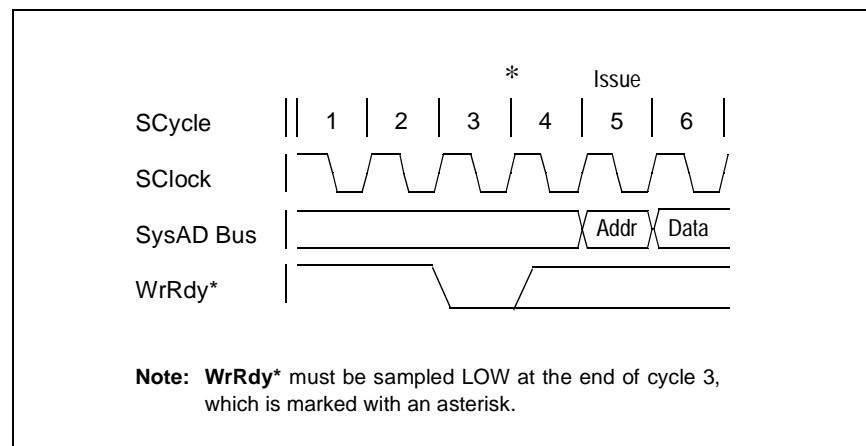 * Issue
SCycle 1 2 3 4 5 6
SClock
SysAD Bus Addr Data
WrRdy*
Note: WrRdy* must be sampled LOW at the end of cycle 3,
which is marked with an asterisk.